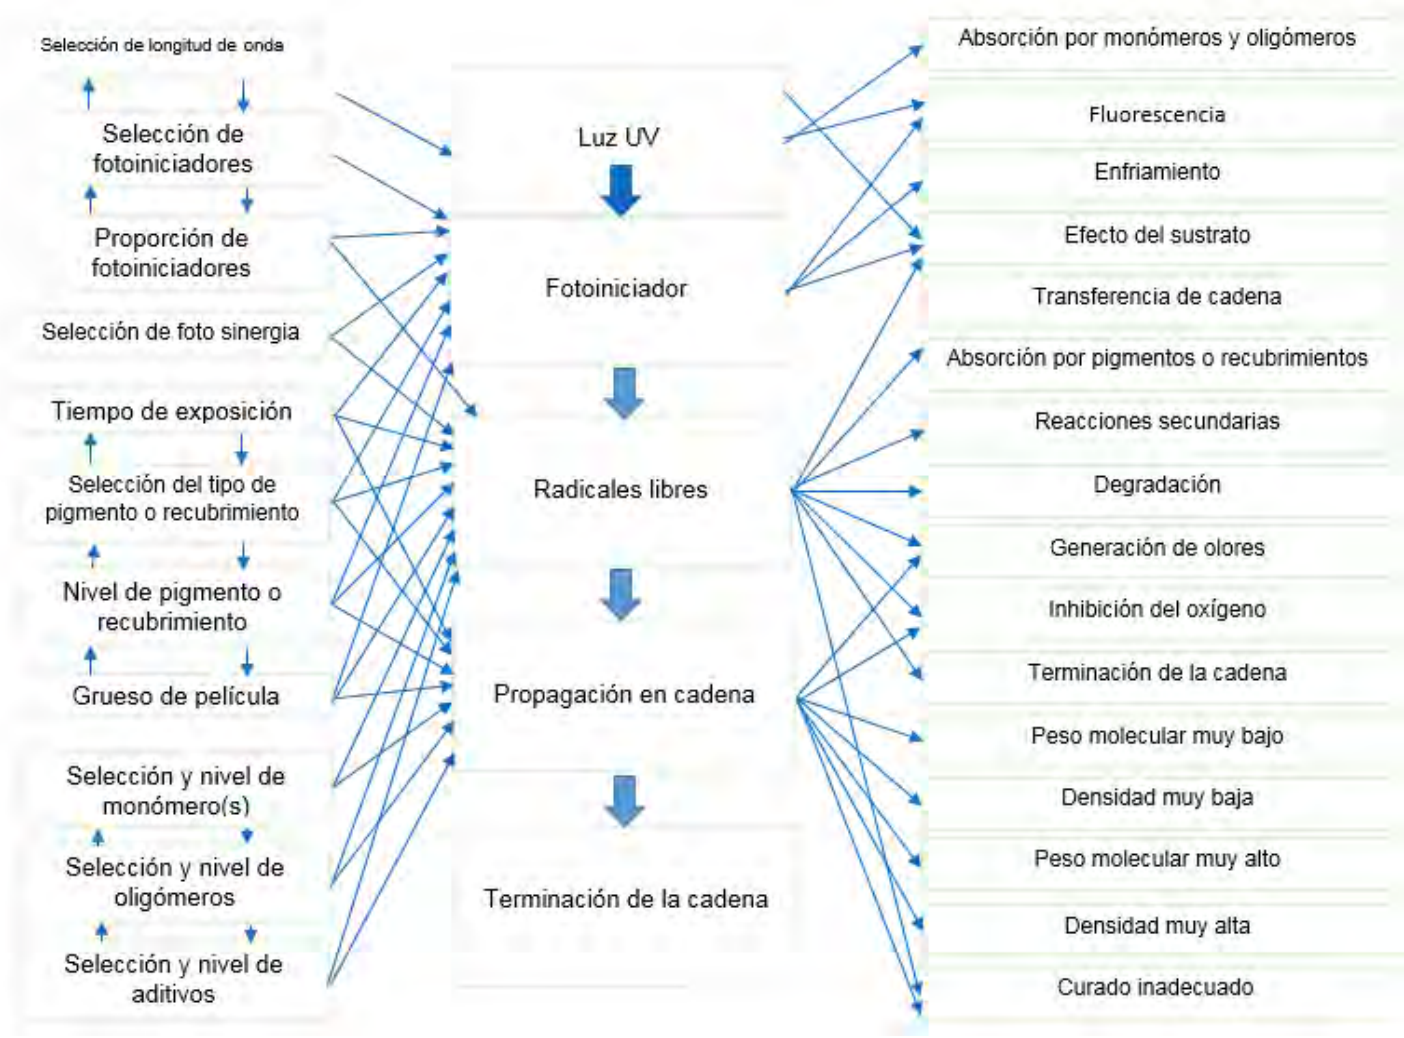 Selección de longitud de onda
Selección de
fotoiniciadores
Proporción de
fotoiniciadores
Selección de foto sinergia
Tiempo de exposición
Selección del tipo de
pigmento o recubrimiento
Nivel de pigmento o
recubrimiento
Grueso de película
Selección y nivel de
monómero(s)
Selección y nivel de
oligómeros
Selección y nivel de
aditivos
Luz UV
Fotoiniciador
Radicales libres
Propagación en cadena
Terminación de la cadena
Absorción por monómeros y oligómeros
Fluorescencia
Enfriamiento
Efecto del sustrato
Transferencia de cadena
Absorción por pigmentos o recubrimientos
Reacciones secundarias
Degradación
Generación de olores
Inhibición del oxígeno
Terminación de la cadena
Peso molecular muy bajo
Densidad muy baja
Peso molecular muy alto
Densidad muy alta
Curado inadecuado